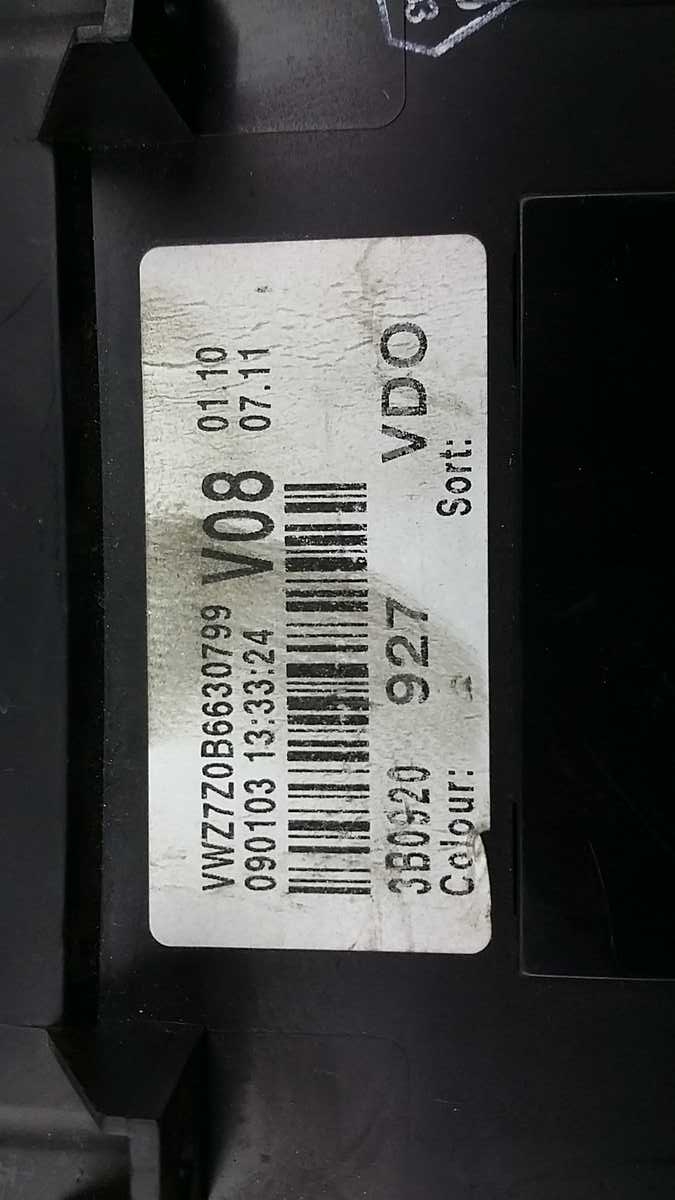 VWZ7Z0B6630799 V08 01.10
090103 13:33:24 07.11
3B0920 927 VDO
Colour: Sort: